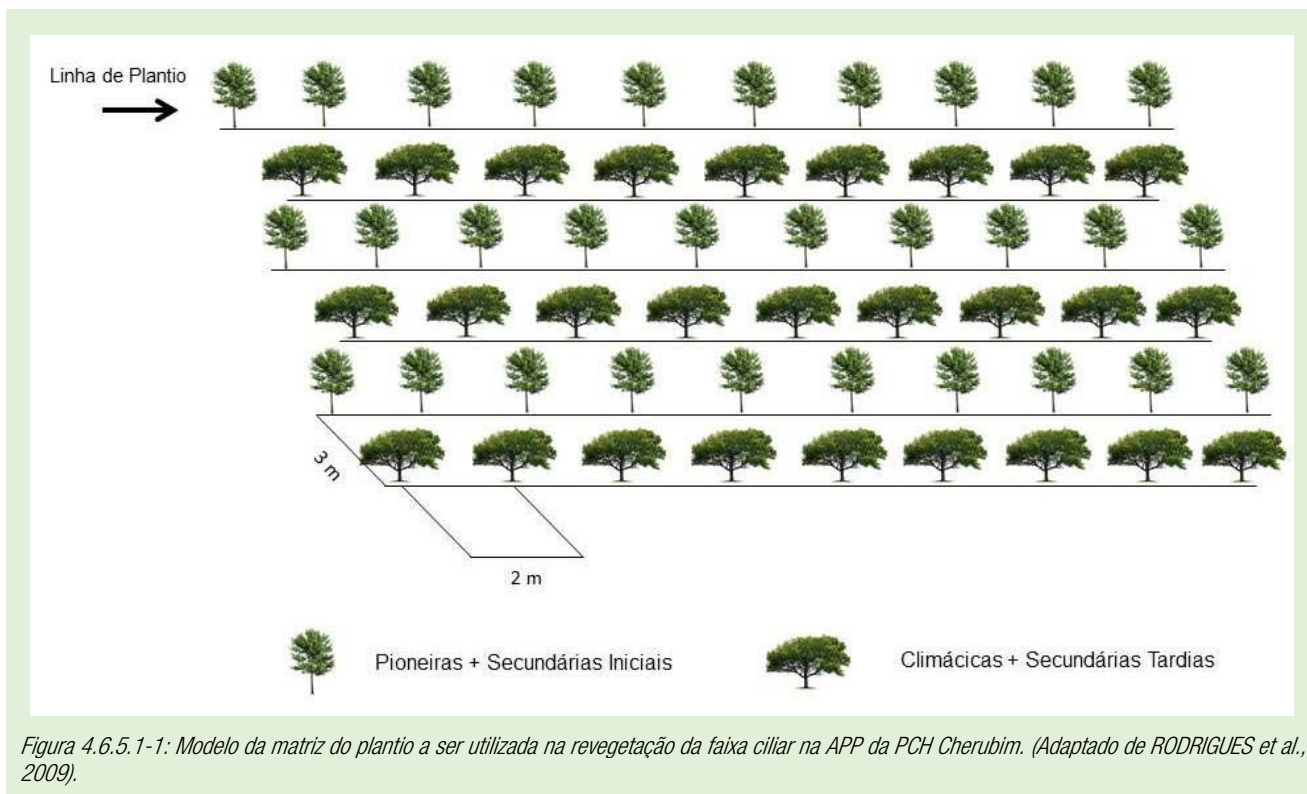 Linha de Plantio
3 m
2 m
Pioneiras + Secundárias Iniciais
Climácicas + Secundárias Tardias
Figura 4.6.5.1-1: Modelo da matriz do plantio a ser utilizada na revegetação da faixa ciliar na APP da PCH Cherubim. (Adaptado de RODRIGUES et al.,
2009).